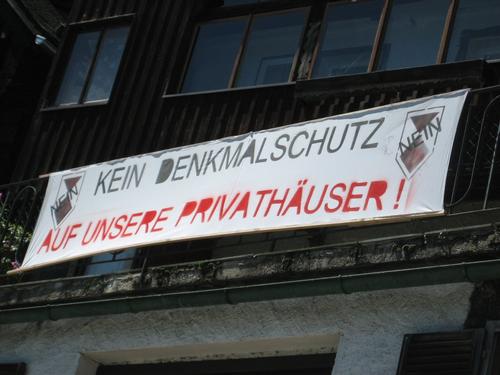 KEIN DENKMALSCHUTZ
AUF UNSERE PRIVATHÄUSER !
NEIN
NEIN